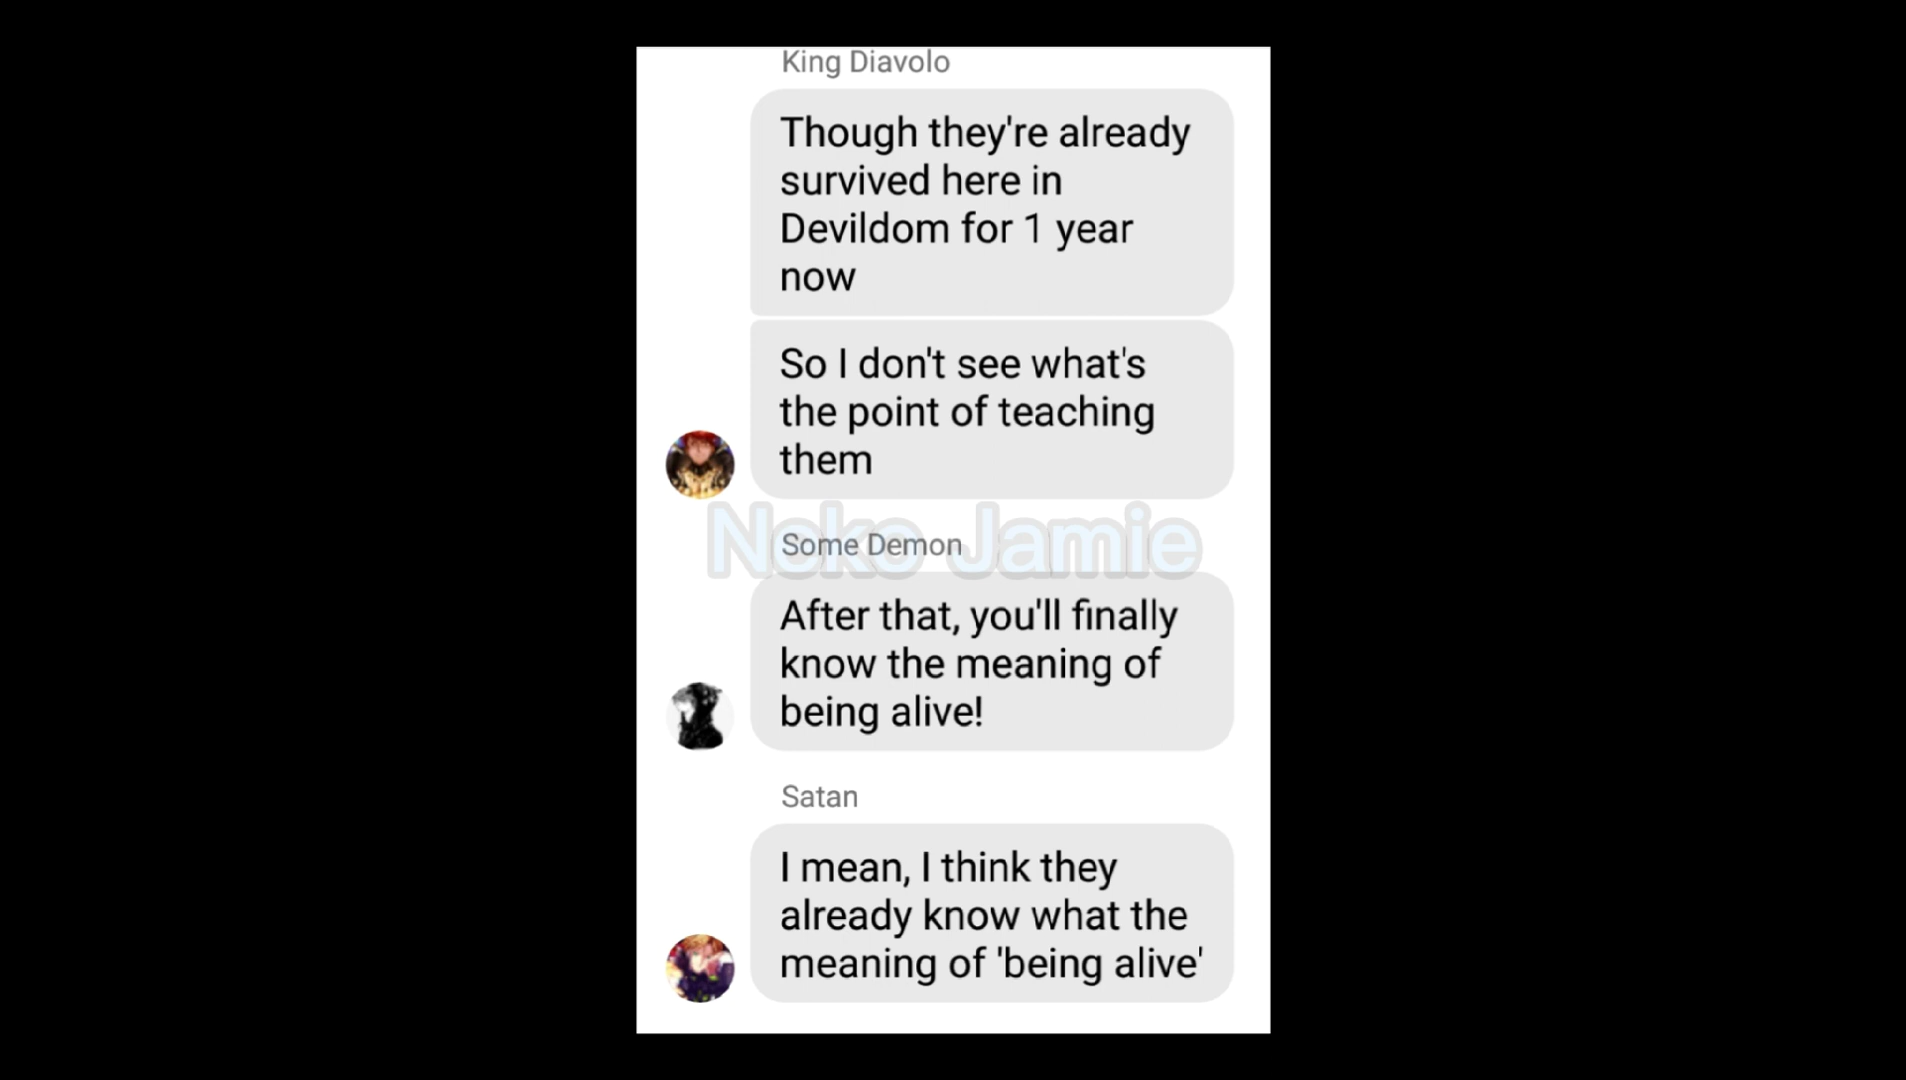 King Diavolo
Though they're already
survived here in
Devildom for 1 year
now
So I don't see what's
the point of teaching
them
Neko Jamie
Some Demon
After that, you'll finally
know the meaning of
being alive!
Satan
I mean, I think they
already know what the
meaning of 'being alive'